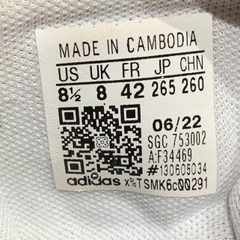 MADE IN CAMBODIA
US UK FR JP CHN
8½ 8 42 265 260
06/22
SGC 753002
A:F34469
#130605034
adidas x%T SMK6c00291